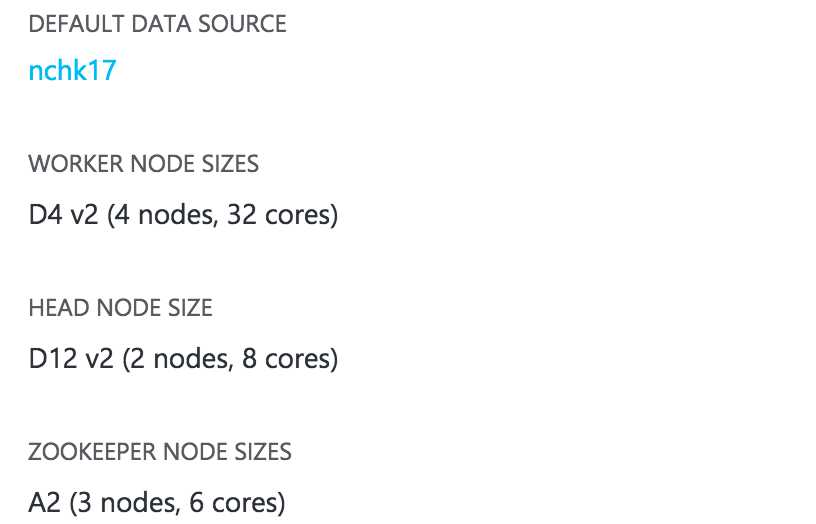 DEFAULT DATA SOURCE
nchk17
WORKER NODE SIZES
D4 v2 (4 nodes, 32 cores)
HEAD NODE SIZE
D12 v2 (2 nodes, 8 cores)
ZOOKEEPER NODE SIZES
A2 (3 nodes, 6 cores)